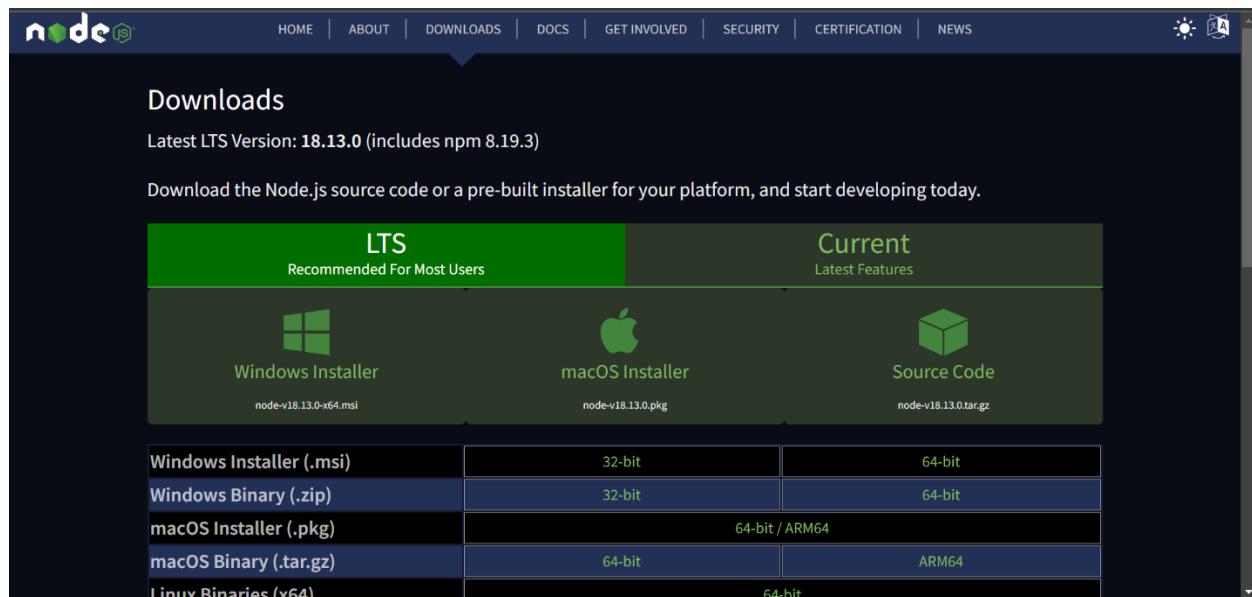 node JS
HOME ABOUT DOWNLOADS DOCS GET INVOLVED SECURITY CERTIFICATION NEWS
Downloads
Latest LTS Version: 18.13.0 (includes npm 8.19.3)
Download the Node.js source code or a pre-built installer for your platform, and start developing today.
LTS
Recommended For Most Users
Current
Latest Features
Windows Installer
node-v18.13.0-x64.msi
macOS Installer
node-v18.13.0.pkg
Source Code
node-v18.13.0.tar.gz
Windows Installer (.msi) 32-bit 64-bit
Windows Binary (.zip) 32-bit 64-bit
macOS Installer (.pkg) 64-bit / ARM64
macOS Binary (.tar.gz) 64-bit ARM64
Linux Binaries (x64) 64-bit